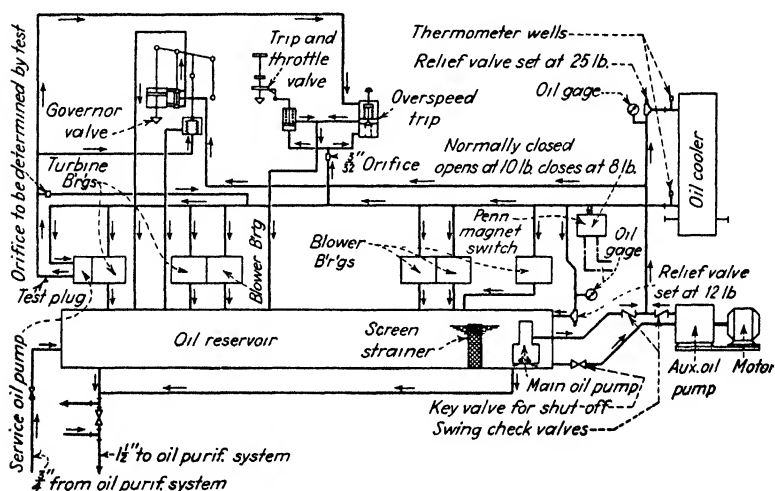 Trip and
throttle
valve
Thermometer wells
Relief valve set at 25 lb.
Oil gage
Governor
valve
Overspeed
trip
Normally closed
opens at 10 lb. closes at 8 lb.
3/32" Orifice
Oil cooler
Orifice to be determined by test
Turbine
B'rgs
Blower B'rg
Blower
B'r'gs
Penn
magnet
switch
Oil
gage
Test plug
Relief valve
set at 12 lb
Oil reservoir
Screen
strainer
Main oil pump
Aux. oil
pump
Motor
Key valve for shut-off
Swing check valves
Service oil pump
1½" to oil purif. system
from oil purif. system